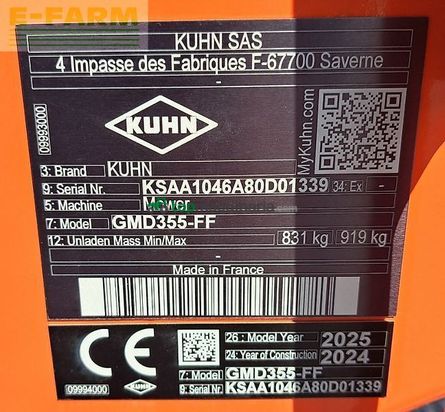 E-FARM
KUHN SAS
4 Impasse des Fabriques F-67700 Saverne
-
09993000
KUHN
MyKuhn.com
3: Brand KUHN
9: Serial Nr. KSAA1046A80D01339 34: Ex -
5: Machine Mower
7: Model GMD355-FF
12: Unladen Mass Min/Max 831 kg 919 kg
-
Made in France
CE
09994000
KUHN
26: Model Year 2025
24: Year of Construction 2024
7: Model GMD355-FF
9: Serial Nr. KSAA1046A80D01339